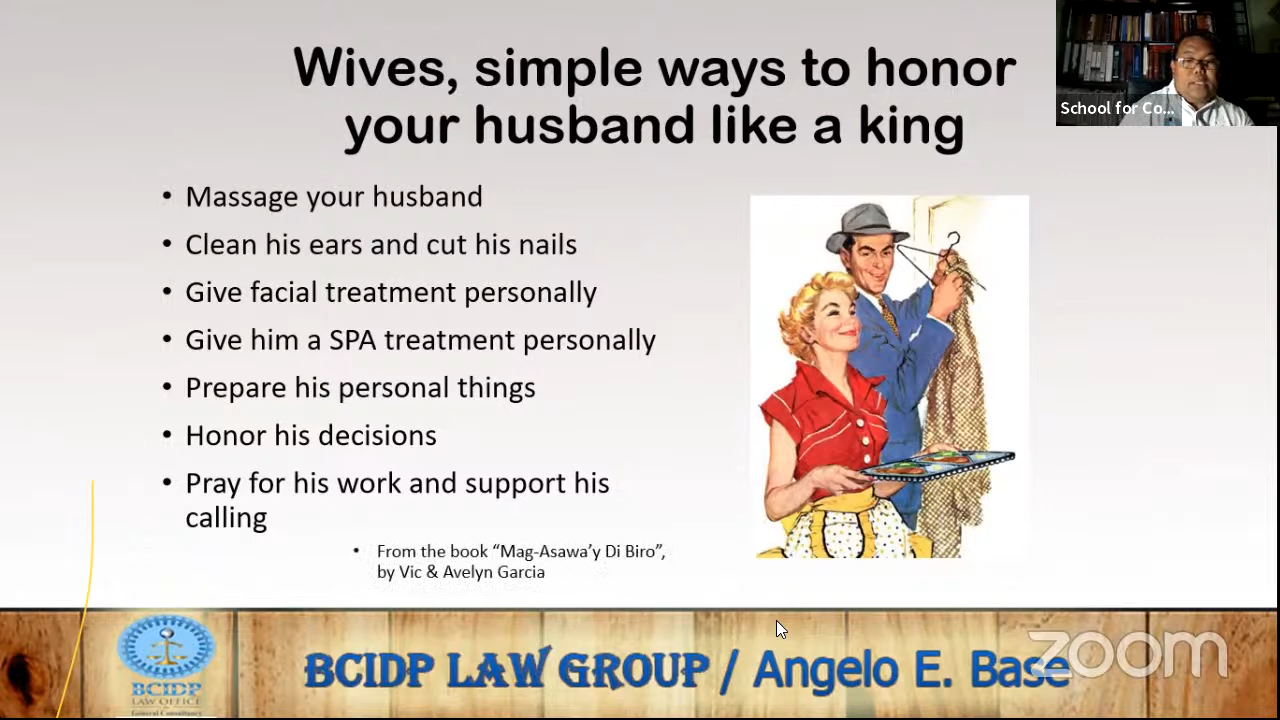 Wives, simple ways to honor
your husband like a king
School for Co...
• Massage your husband
• Clean his ears and cut his nails
• Give facial treatment personally
• Give him a SPA treatment personally
• Prepare his personal things
• Honor his decisions
• Pray for his work and support his
calling
• From the book “Mag-Asawa’y Di Biro”,
by Vic & Avelyn Garcia
BCIDP
LAW OFFICE
General Consultancy
BCIDP LAW GROUP / Angelo E. Base
zoom